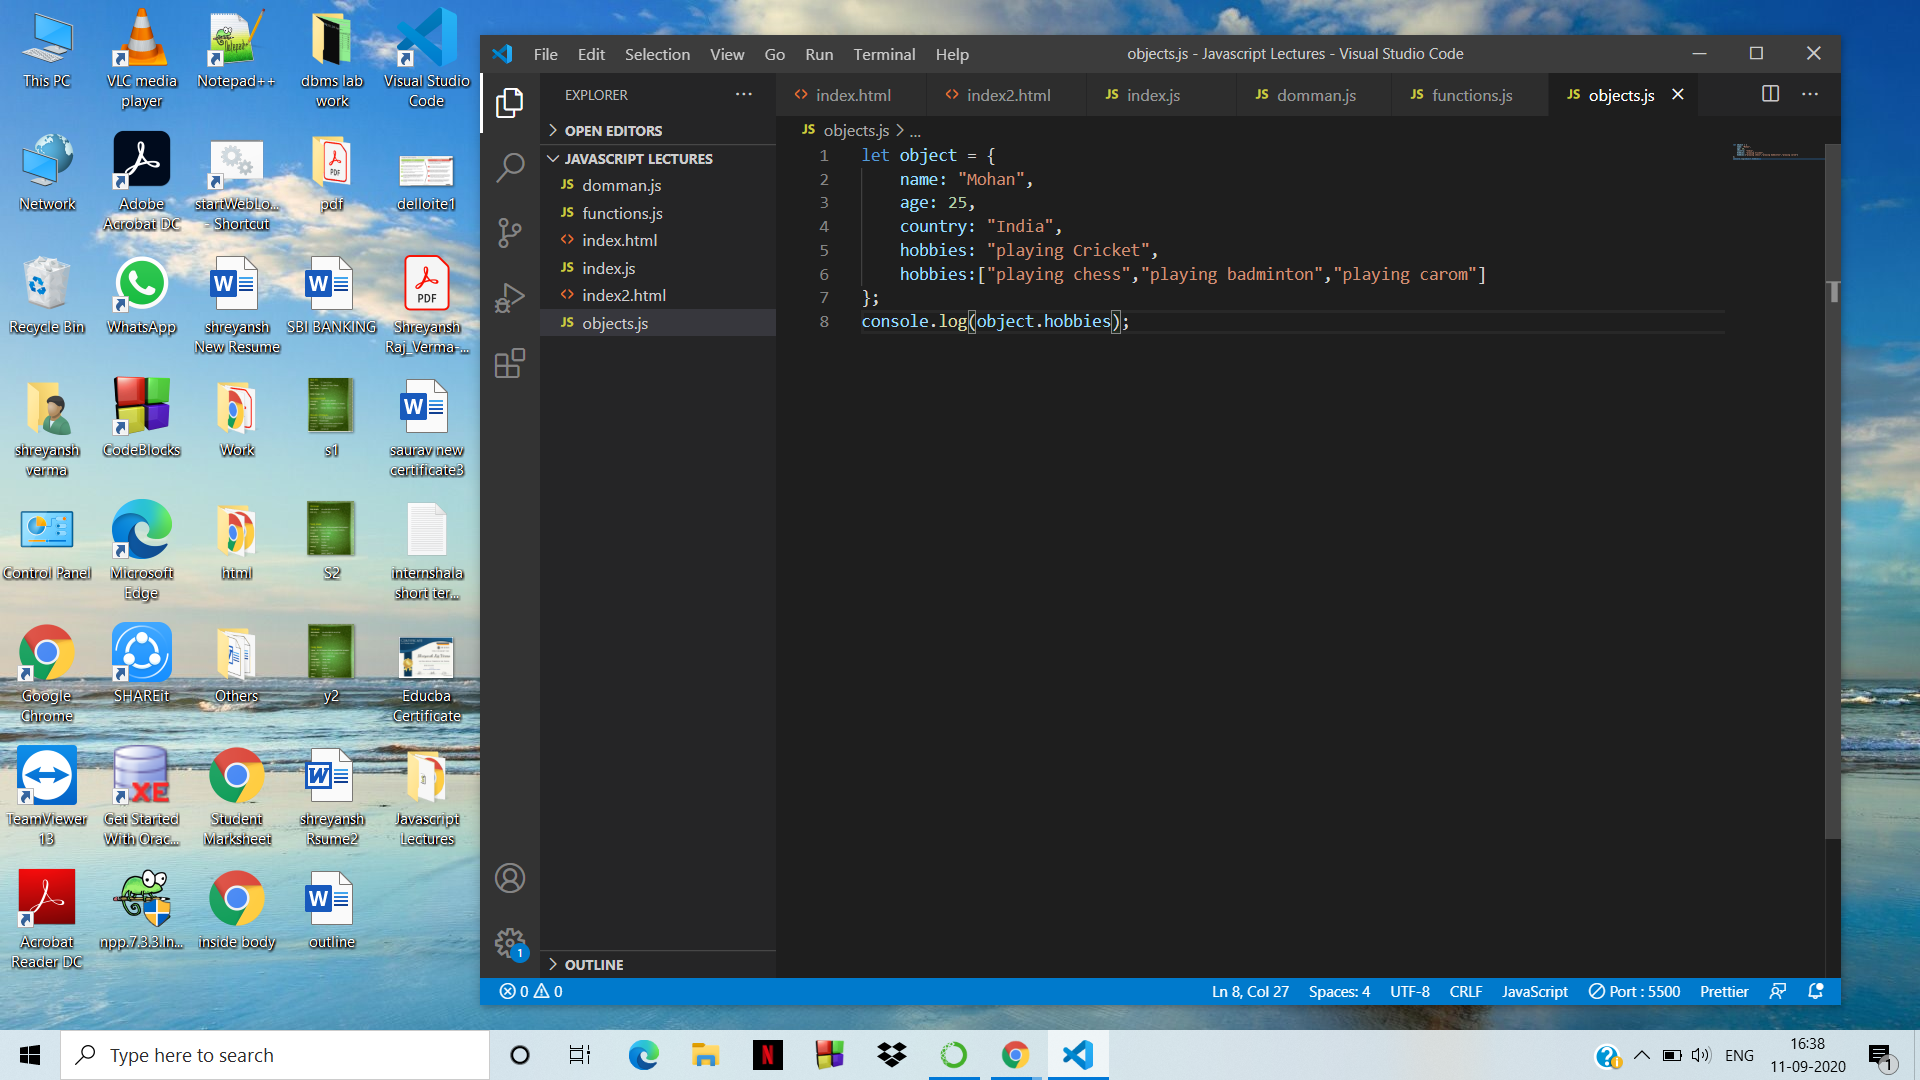 This PC
VLC media player
Notepad++
dbms lab work
Visual Studio Code
Network
Adobe Acrobat DC
startWebLo... - Shortcut
pdf
delloite1
Recycle Bin
WhatsApp
shreyansh New Resume
SBI BANKING
Shreyansh Raj_Verma-...
shreyansh verma
CodeBlocks
Work
s1
saurav new certificate3
Control Panel
Microsoft Edge
html
S2
internshala short ter...
Google Chrome
SHAREit
Others
y2
Educba Certificate
TeamViewer 13
Get Started With Orac...
Student Marksheet
shreyansh Rsume2
Javascript Lectures
Acrobat Reader DC
npp.7.3.3.In...
inside body
outline
File Edit Selection View Go Run Terminal Help
objects.js - Javascript Lectures - Visual Studio Code
EXPLORER
OPEN EDITORS
JAVASCRIPT LECTURES
JS domman.js
JS functions.js
<> index.html
JS index.js
<> index2.html
JS objects.js
OUTLINE
<> index.html <> index2.html JS index.js JS domman.js JS functions.js JS objects.js
JS objects.js > ...
1 let object = {
2 name: "Mohan",
3 age: 25,
4 country: "India",
5 hobbies: "playing Cricket",
6 hobbies:["playing chess","playing badminton","playing carom"]
7 };
8 console.log(object.hobbies);
1
0 0 Ln 8, Col 27 Spaces: 4 UTF-8 CRLF JavaScript Port : 5500 Prettier
Type here to search
ENG
16:38
11-09-2020
1